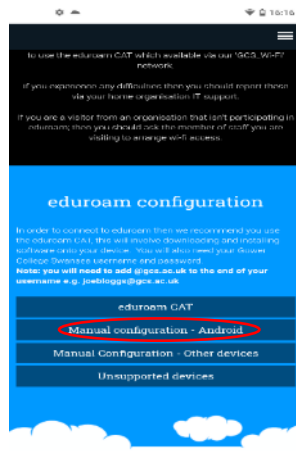 16:16
to use the eduroam CAT which available via our 'GCS_Wi-Fi'
network.
If you experience any difficulties then you should report these
via your home organisation IT support.
If you are a visitor from an organisation that isn't participating in
eduroam; then you should ask the member of staff you are
visiting to arrange wi-fi access.
eduroam configuration
In order to connect to eduroam then we recommend you use
the eduroam CAT, this will involve downloading and installing
software onto your device. You will also need your Gower
College Swansea username and password.
Note: you will need to add @gcs.ac.uk to the end of your
username e.g. joebloggs@gcs.ac.uk
eduroam CAT
Manual configuration - Android
Manual Configuration - Other devices
Unsupported devices